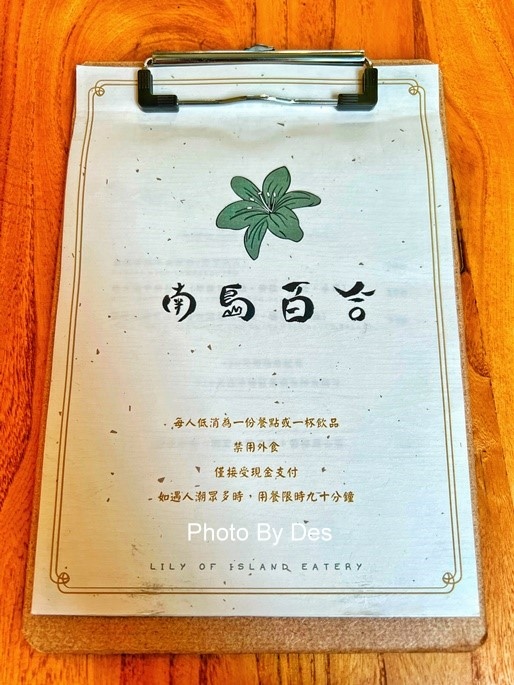 南島百合
每人低消為一份餐點或一杯飲品
禁用外食
僅接受現金支付
如遇人潮眾多時，用餐限時九十分鐘
Photo By Des
LILY OF ISLAND EATERY